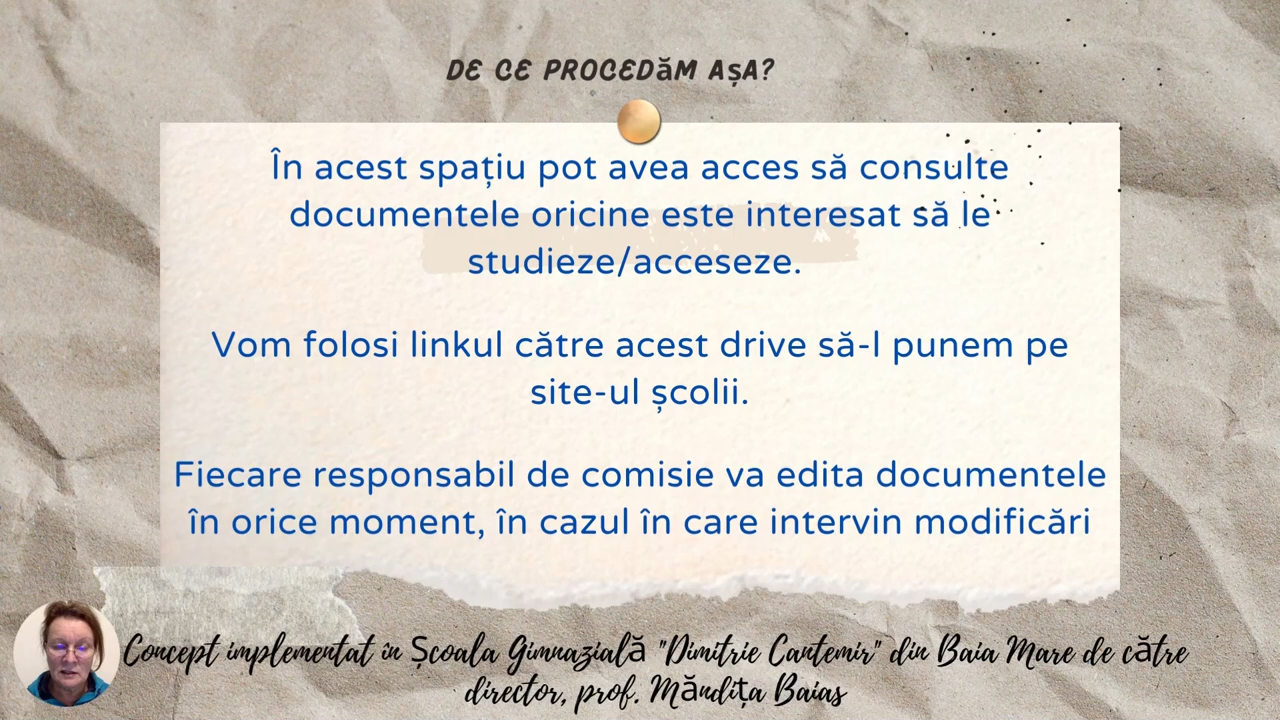 DE CE PROCEDĂM AȘA?
În acest spațiu pot avea acces să consulte
documentele oricine este interesat să le
studieze/acceseze.
Vom folosi linkul către acest drive să-l punem pe
site-ul școlii.
Fiecare responsabil de comisie va edita documentele
în orice moment, în cazul în care intervin modificări
Concept implementat în Școala Gimnazială "Dimitrie Cantemir" din Baia Mare de către
director, prof. Măndița Baias